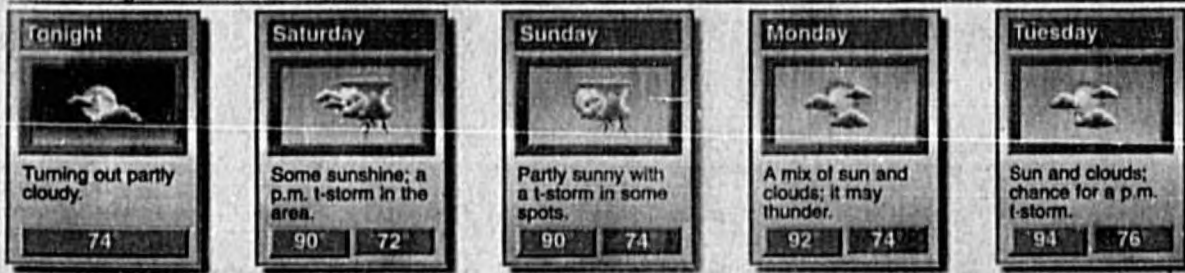 Tonight
Turning out partly
cloudy.
74
Saturday
Some sunshine; a
p.m. t-storm in the
area.
90 72
Sunday
Partly sunny with
a t-storm in some
spots.
90 74
Monday
A mix of sun and
clouds; it may
thunder.
92 74
Tuesday
Sun and clouds;
chance for a p.m.
t-storm.
94 76